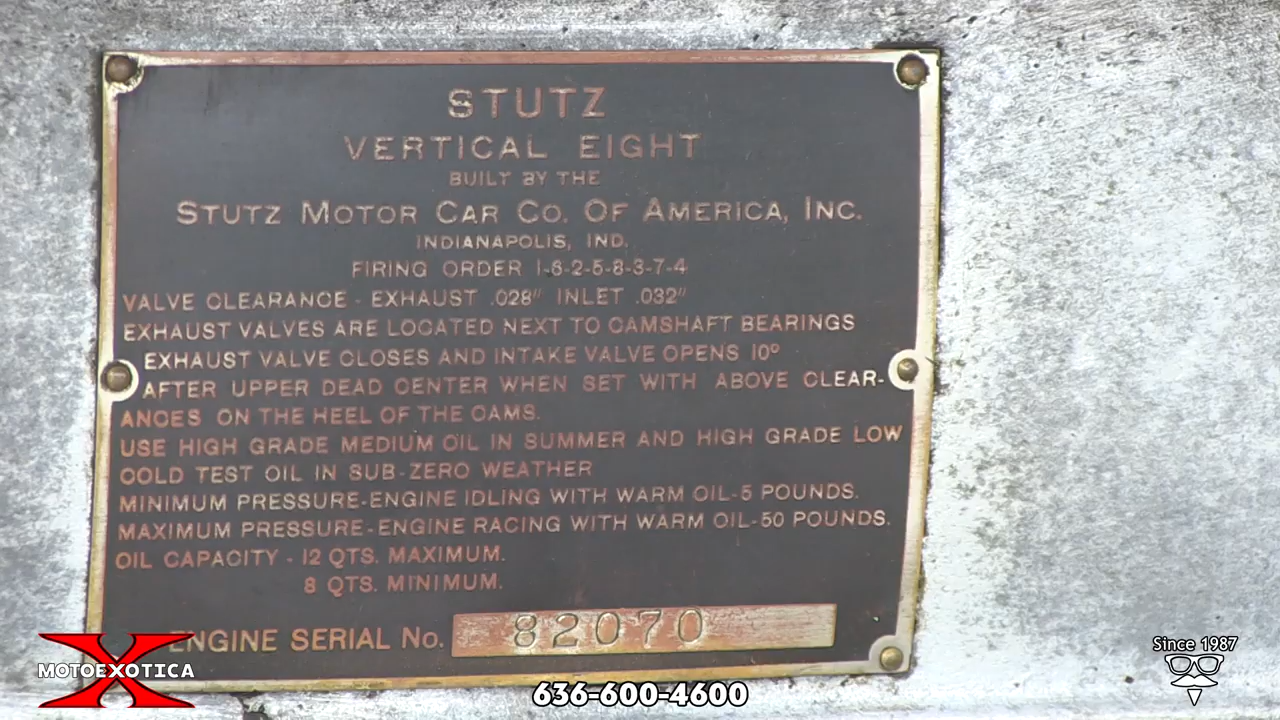 STUTZ
VERTICAL EIGHT
BUILT BY THE
STUTZ MOTOR CAR CO. OF AMERICA, INC.
INDIANAPOLIS, IND.
FIRING ORDER 1-6-2-5-8-3-7-4
VALVE CLEARANCE - EXHAUST .028" INLET .032"
EXHAUST VALVES ARE LOCATED NEXT TO CAMSHAFT BEARINGS
EXHAUST VALVE CLOSES AND INTAKE VALVE OPENS 10°
AFTER UPPER DEAD CENTER WHEN SET WITH ABOVE CLEAR-
ANCES ON THE HEEL OF THE CAMS.
USE HIGH GRADE MEDIUM OIL IN SUMMER AND HIGH GRADE LOW
COLD TEST OIL IN SUB-ZERO WEATHER
MINIMUM PRESSURE-ENGINE IDLING WITH WARM OIL-5 POUNDS.
MAXIMUM PRESSURE-ENGINE RACING WITH WARM OIL-50 POUNDS.
OIL CAPACITY - 12 QTS. MAXIMUM.
8 QTS. MINIMUM.
ENGINE SERIAL No. 82070
MOTOEXOTICA
636-600-4600
Since 1987